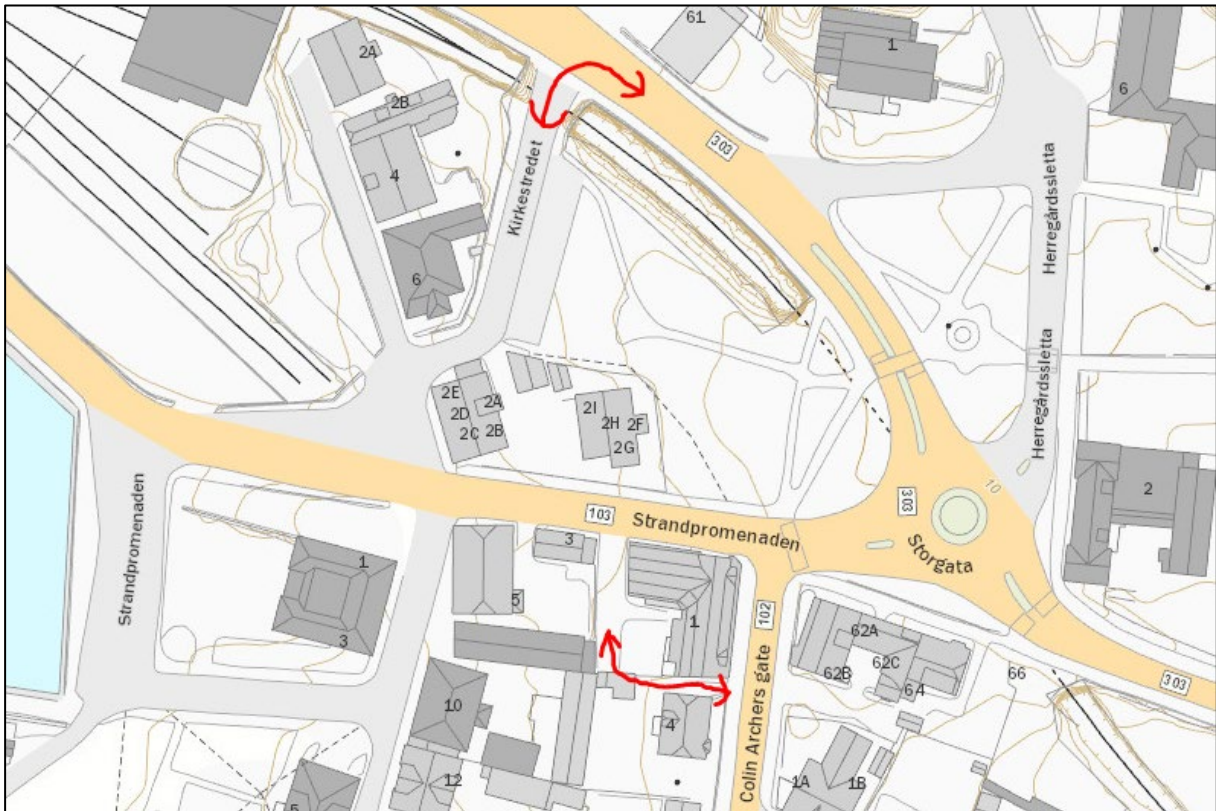 61
1
6
2A
2B
4
303
Kirkestredet
Herregårdssletta
6
2E
2D
2A
2C
2B
2I
2H
2F
2G
Herregårdssletta
10
2
303
103
Strandpromenaden
Storgata
Strandpromenaden
1
3
3
5
1
102
62A
62B
62C
64
66
303
10
4
Colin Archers gate
12
1A
1B
5